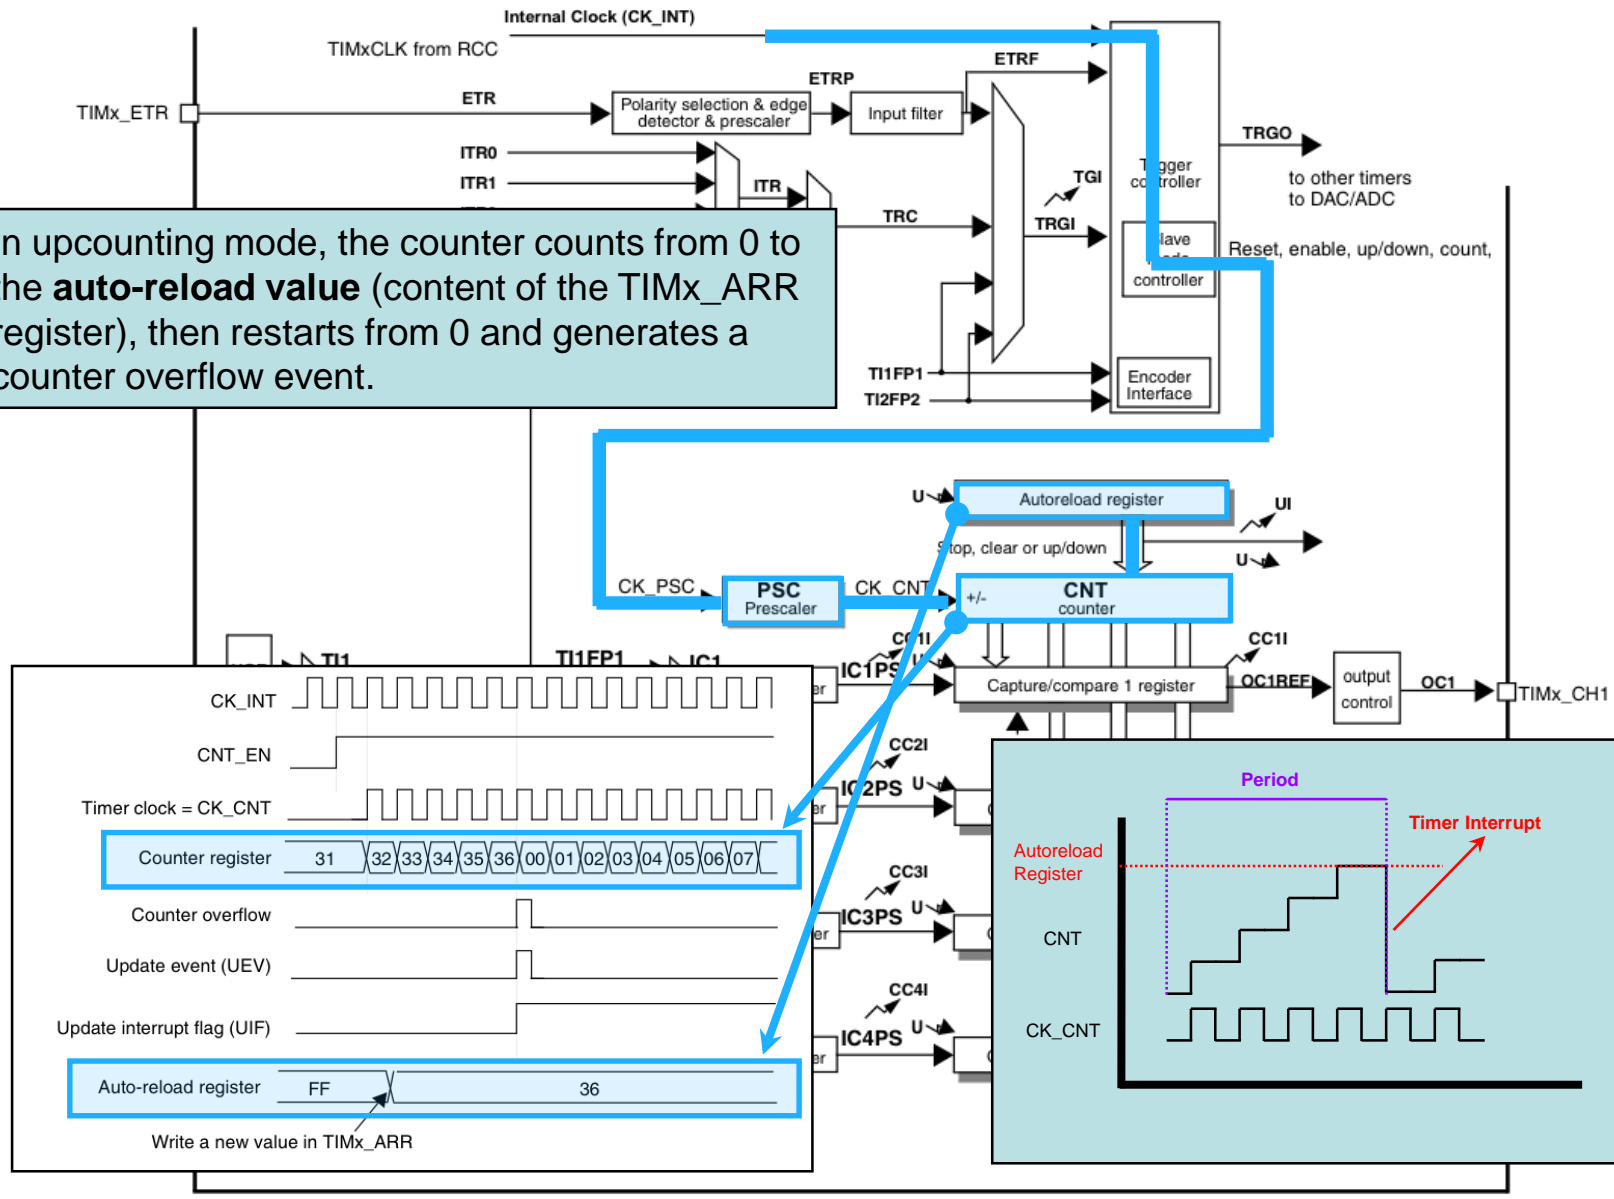 Internal Clock (CK_INT)
TIMxCLK from RCC
ETRF
ETRP
TIMx_ETR
ETR
Polarity selection & edge
detector & prescaler
Input filter
TRGO
ITR0
ITR1
ITR
TGI
Trigger
controller
to other timers
to DAC/ADC
TRC
TRGI
Slave
controller
Reset, enable, up/down, count,
n upcounting mode, the counter counts from 0 to
the auto-reload value (content of the TIMx_ARR
register), then restarts from 0 and generates a
counter overflow event.
TI1FP1
TI2FP2
Encoder
Interface
U
Autoreload register
UI
Stop, clear or up/down
U
CK_PSC
PSC
Prescaler
CK_CNT
+/-
CNT
counter
CC1I
CC1I
TI1
TI1FP1
IC1
IC1PS
U
Capture/compare 1 register
OC1REF
output
control
OC1
TIMx_CH1
CC2I
IC2PS
U
CC3I
IC3PS
U
CC4I
IC4PS
U
CK_INT
CNT_EN
Timer clock = CK_CNT
Counter register
31 32 33 34 35 36 00 01 02 03 04 05 06 07
Counter overflow
Update event (UEV)
Update interrupt flag (UIF)
Auto-reload register
FF
36
Write a new value in TIMx_ARR
Period
Timer Interrupt
Autoreload
Register
CNT
CK_CNT